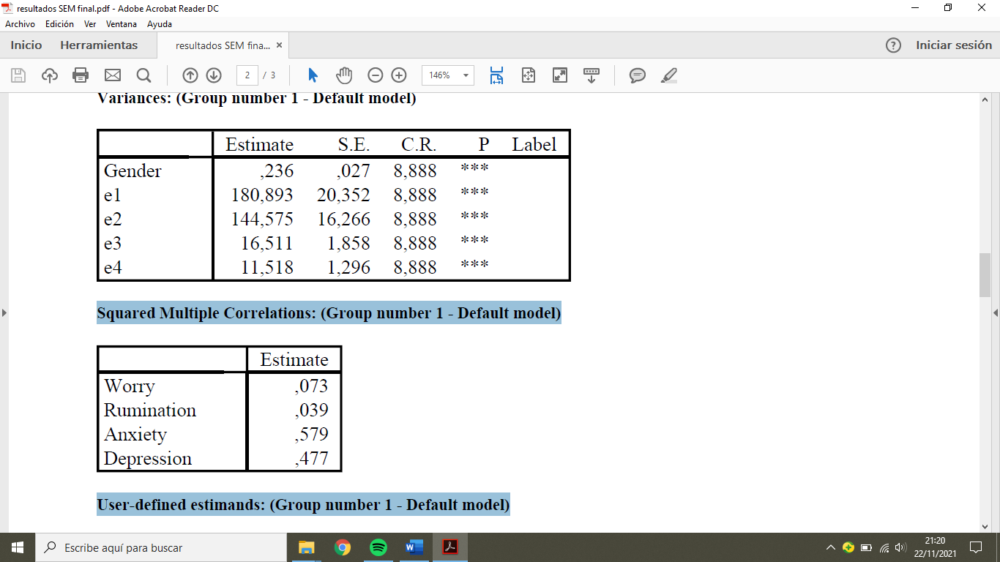 resultados SEM final.pdf - Adobe Acrobat Reader DC
Archivo Edición Ver Ventana Ayuda
Inicio Herramientas resultados SEM fina... × ? Iniciar sesión
2 / 3 146%
Variances: (Group number 1 - Default model)
Estimate S.E. C.R. P Label
Gender ,236 ,027 8,888 ***
e1 180,893 20,352 8,888 ***
e2 144,575 16,266 8,888 ***
e3 16,511 1,858 8,888 ***
e4 11,518 1,296 8,888 ***
Squared Multiple Correlations: (Group number 1 - Default model)
Estimate
Worry ,073
Rumination ,039
Anxiety ,579
Depression ,477
User-defined estimands: (Group number 1 - Default model)
Escribe aquí para buscar
21:20
22/11/2021